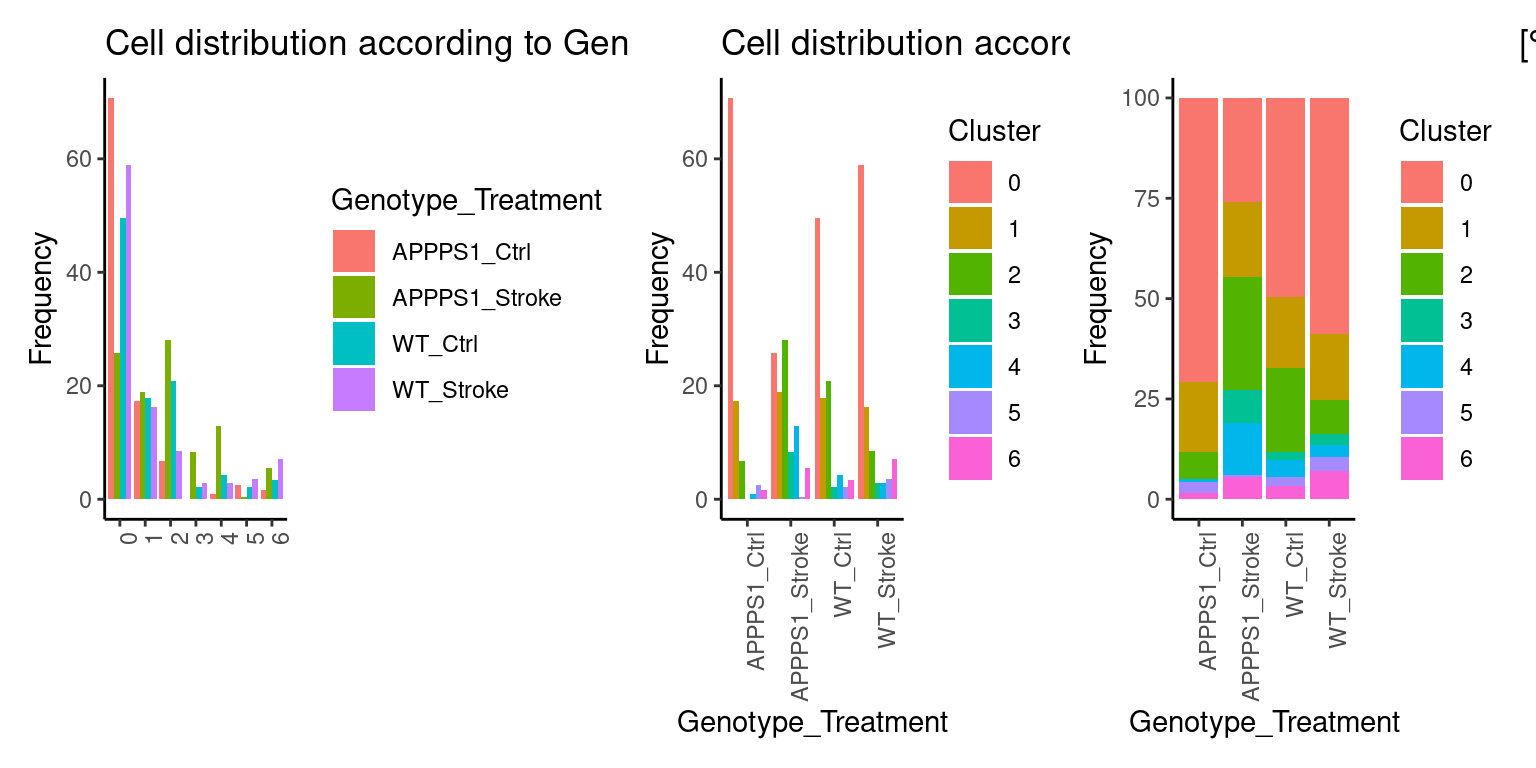 Cell distribution according to Gen
Frequency
60
40
20
0
0
1
2
3
4
5
6
Genotype_Treatment
APPPS1_Ctrl
APPPS1_Stroke
WT_Ctrl
WT_Stroke
Cell distribution accorc
Frequency
60
40
20
0
APPPS1_Ctrl
APPPS1_Stroke
WT_Ctrl
WT_Stroke
Genotype_Treatment
Cluster
0
1
2
3
4
5
6
[%
Frequency
100
75
50
25
0
APPPS1_Ctrl
APPPS1_Stroke
WT_Ctrl
WT_Stroke
Genotype_Treatment
Cluster
0
1
2
3
4
5
6